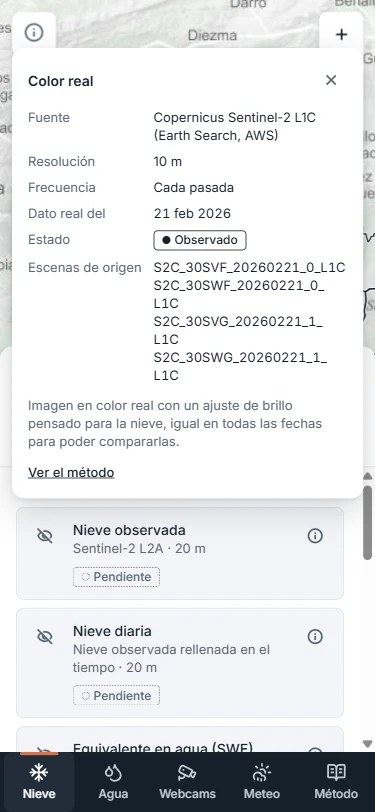 Darro
Diezma
+
Color real
Fuente
Copernicus Sentinel-2 L1C
(Earth Search, AWS)
Resolución
10 m
Frecuencia
Cada pasada
Dato real del
21 feb 2026
Estado
Observado
Escenas de origen
S2C_30SVF_20260221_0_L1C
S2C_30SWF_20260221_0_
L1C
S2C_30SVG_20260221_1_
L1C
S2C_30SWG_20260221_1_
L1C
Imagen en color real con un ajuste de brillo
pensado para la nieve, igual en todas las fechas
para poder compararlas.
Ver el método
Nieve observada
Sentinel-2 L2A · 20 m
Pendiente
Nieve diaria
Nieve observada rellenada en el
tiempo · 20 m
Pendiente
Equivalente en agua (SWE)
Nieve
Agua
Webcams
Meteo
Método